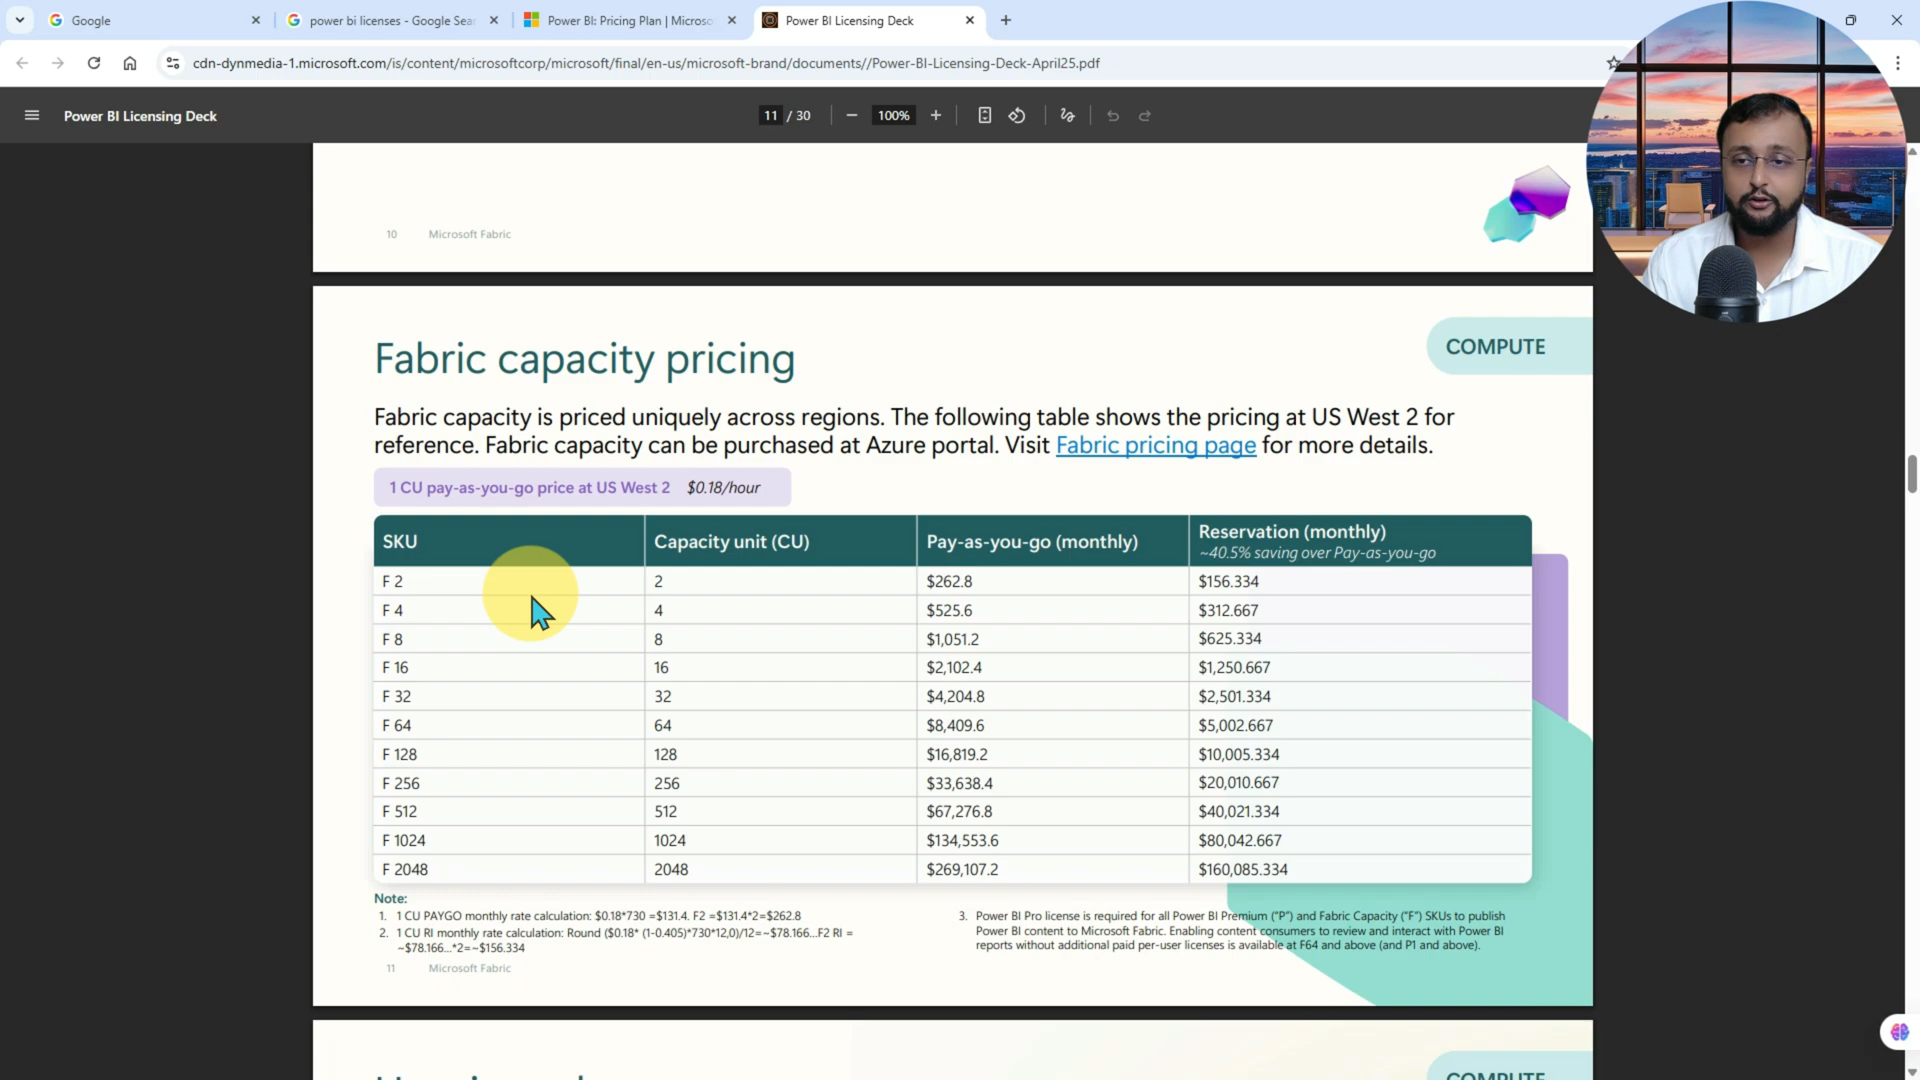 Google
power bi licenses - Google Sear
Power BI: Pricing Plan | Microso
Power BI Licensing Deck
cdn-dynmedia-1.microsoft.com/is/content/microsoftcorp/microsoft/final/en-us/microsoft-brand/documents//Power-BI-Licensing-Deck-April25.pdf
Power BI Licensing Deck
11 / 30
100%
10 Microsoft Fabric
Fabric capacity pricing
COMPUTE
Fabric capacity is priced uniquely across regions. The following table shows the pricing at US West 2 for
reference. Fabric capacity can be purchased at Azure portal. Visit Fabric pricing page for more details.
1 CU pay-as-you-go price at US West 2 $0.18/hour
SKU Capacity unit (CU) Pay-as-you-go (monthly) Reservation (monthly)
~40.5% saving over Pay-as-you-go
F 2 2 $262.8 $156.334
F 4 4 $525.6 $312.667
F 8 8 $1,051.2 $625.334
F 16 16 $2,102.4 $1,250.667
F 32 32 $4,204.8 $2,501.334
F 64 64 $8,409.6 $5,002.667
F 128 128 $16,819.2 $10,005.334
F 256 256 $33,638.4 $20,010.667
F 512 512 $67,276.8 $40,021.334
F 1024 1024 $134,553.6 $80,042.667
F 2048 2048 $269,107.2 $160,085.334
Note:
1. 1 CU PAYGO monthly rate calculation: $0.18*730 =$131.4. F2 =$131.4*2=$262.8
2. 1 CU RI monthly rate calculation: Round ($0.18* (1-0.405)*730*12,0)/12=~$78.166...F2 RI =
~$78.166...*2=~$156.334
3. Power BI Pro license is required for all Power BI Premium ("P") and Fabric Capacity ("F") SKUs to publish
Power BI content to Microsoft Fabric. Enabling content consumers to review and interact with Power BI
reports without additional paid per-user licenses is available at F64 and above (and P1 and above).
11 Microsoft Fabric
COMPUTE